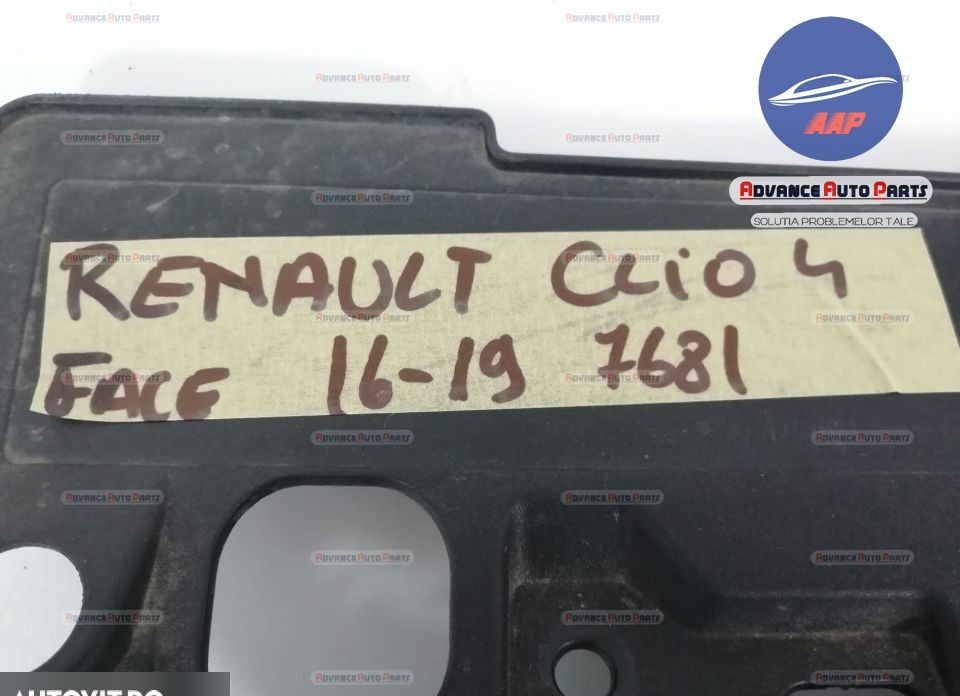 AAP
ADVANCE AUTO PARTS
SOLUTIA PROBLEMELOR TALE
RENAULT CLIO 4
FACE 16-19 7681
AUTOVIT.RO